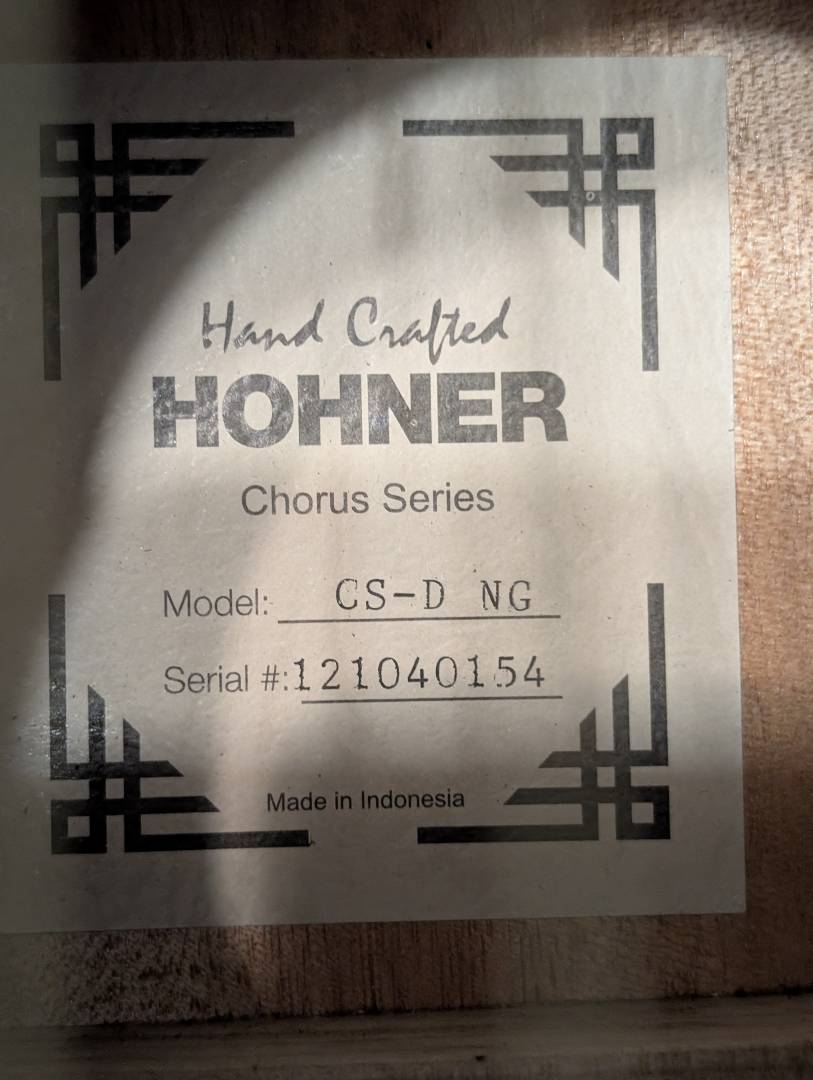 Hand Crafted
HOHNER
Chorus Series
Model: CS-D NG
Serial #:121040154
Made in Indonesia